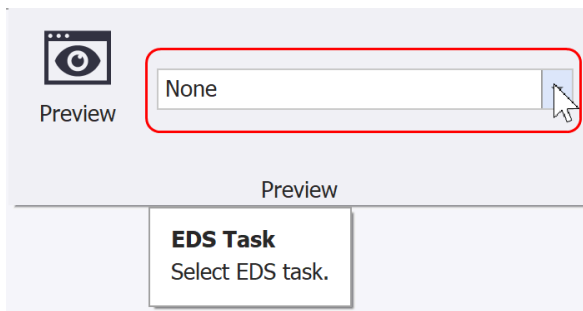 None
Preview
Preview
EDS Task
Select EDS task.